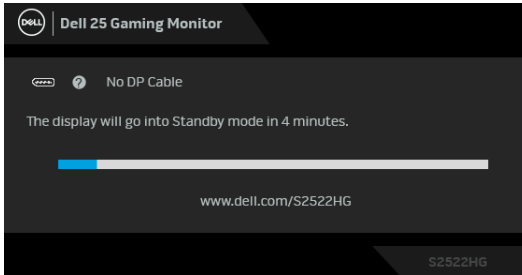 DELL
Dell 25 Gaming Monitor
? No DP Cable
The display will go into Standby mode in 4 minutes.
www.dell.com/S2522HG
S2522HG